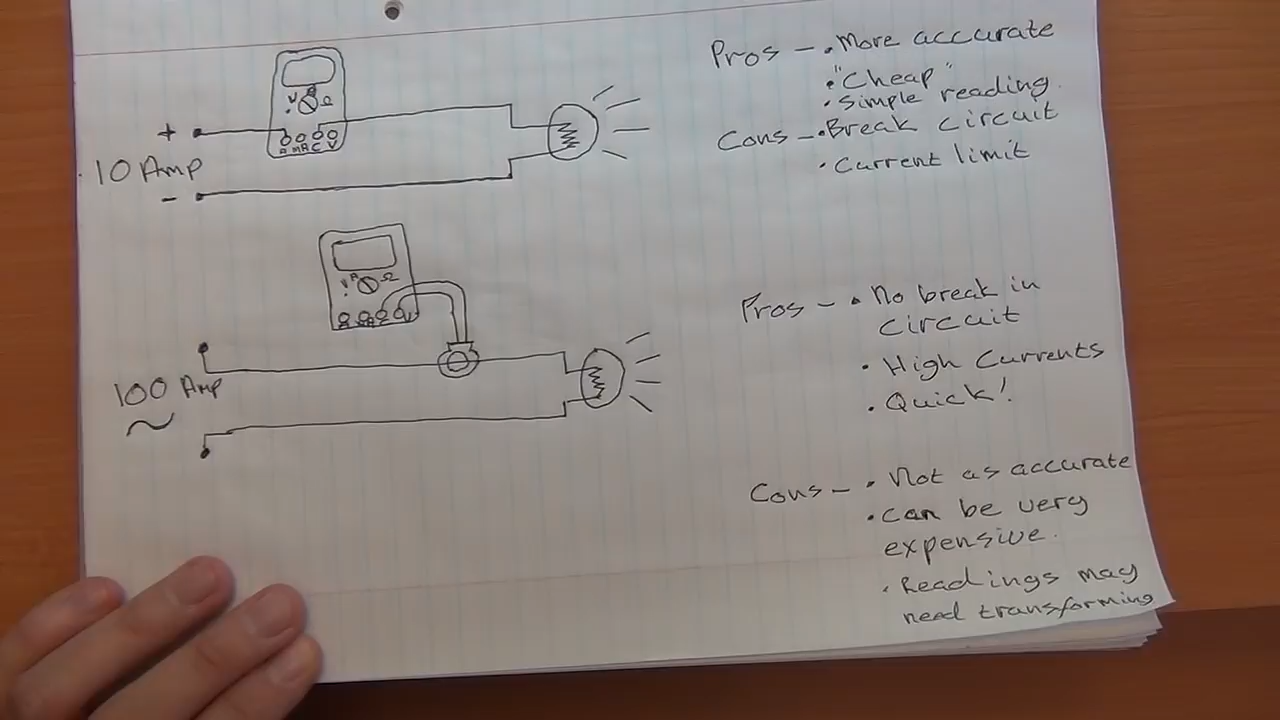 Pros - • More accurate
• "Cheap"
• Simple reading.
Cons - • Break circuit
• Current limit
+
10 Amp
-
A
V Ω
A MA C V
Pros - • No break in
circuit
• High Currents
• Quick!
A
V Ω
100 Amp
~
Cons - • Not as accurate
• can be very
expensive.
• Readings may
need transforming